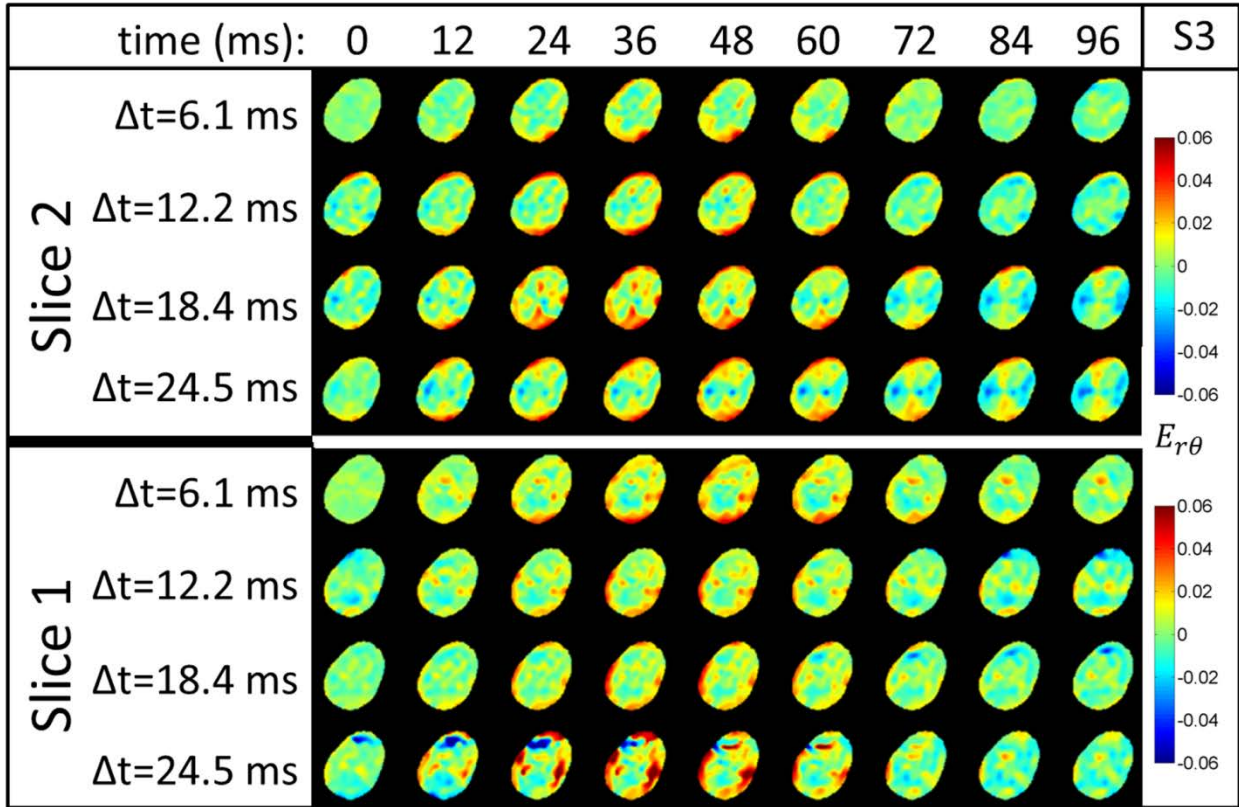 time (ms): 0 12 24 36 48 60 72 84 96 S3
Slice 2
Δt=6.1 ms
Δt=12.2 ms
Δt=18.4 ms
Δt=24.5 ms
0.06
0.04
0.02
0
-0.02
-0.04
-0.06
E_{rθ}
Slice 1
Δt=6.1 ms
Δt=12.2 ms
Δt=18.4 ms
Δt=24.5 ms
0.06
0.04
0.02
0
-0.02
-0.04
-0.06